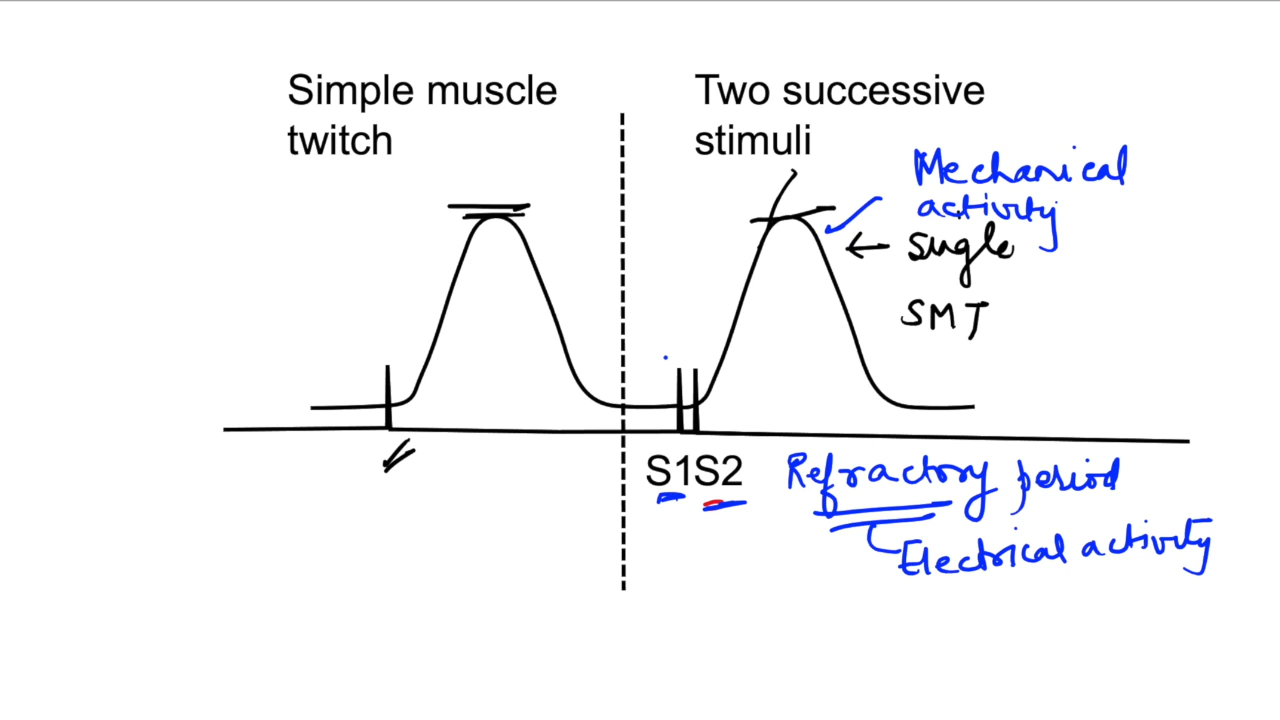 Simple muscle
twitch
Two successive
stimuli
Mechanical
activity
Single
SMT
S1S2
Refractory period
Electrical activity